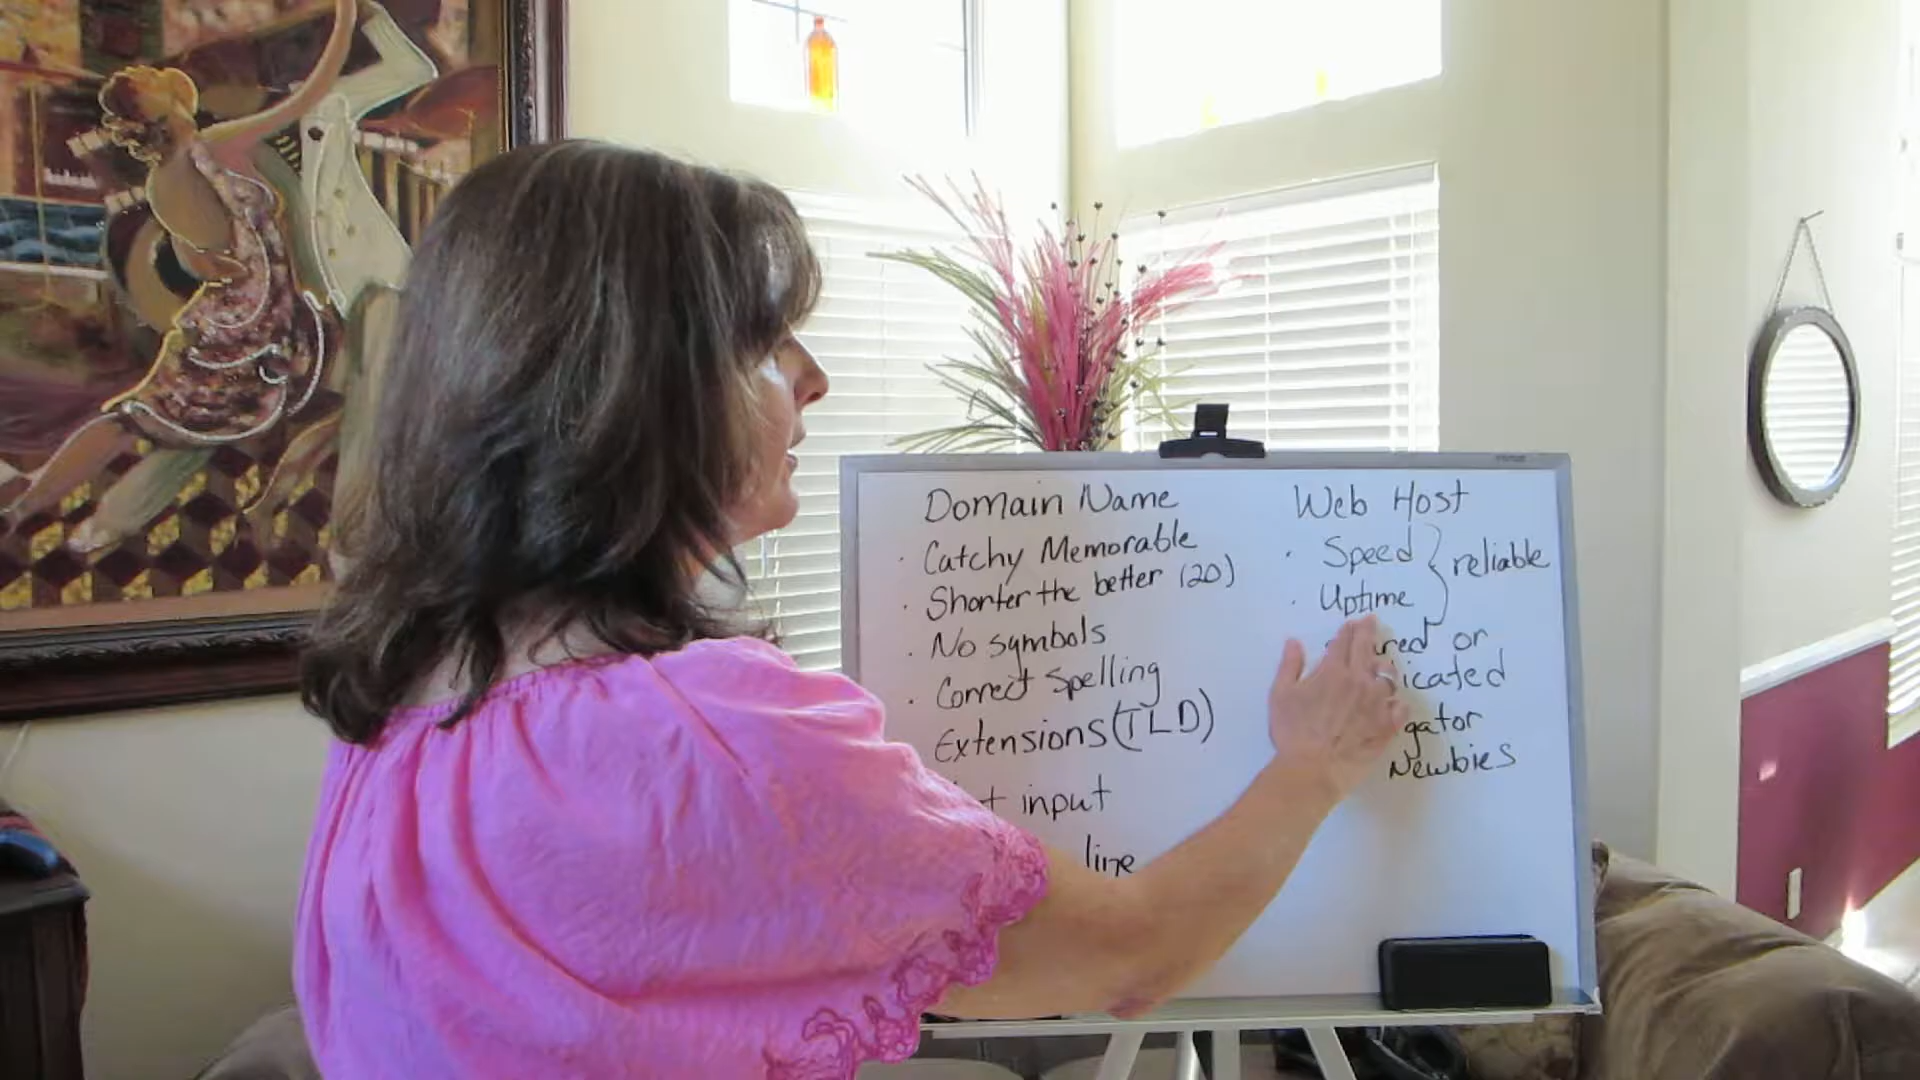 Domain Name
· Catchy Memorable
· Shorter the better (20)
· No symbols
· Correct Spelling
Extensions (TLD)
input
line
Web Host
· Speed } reliable
· Uptime
or
Newbies